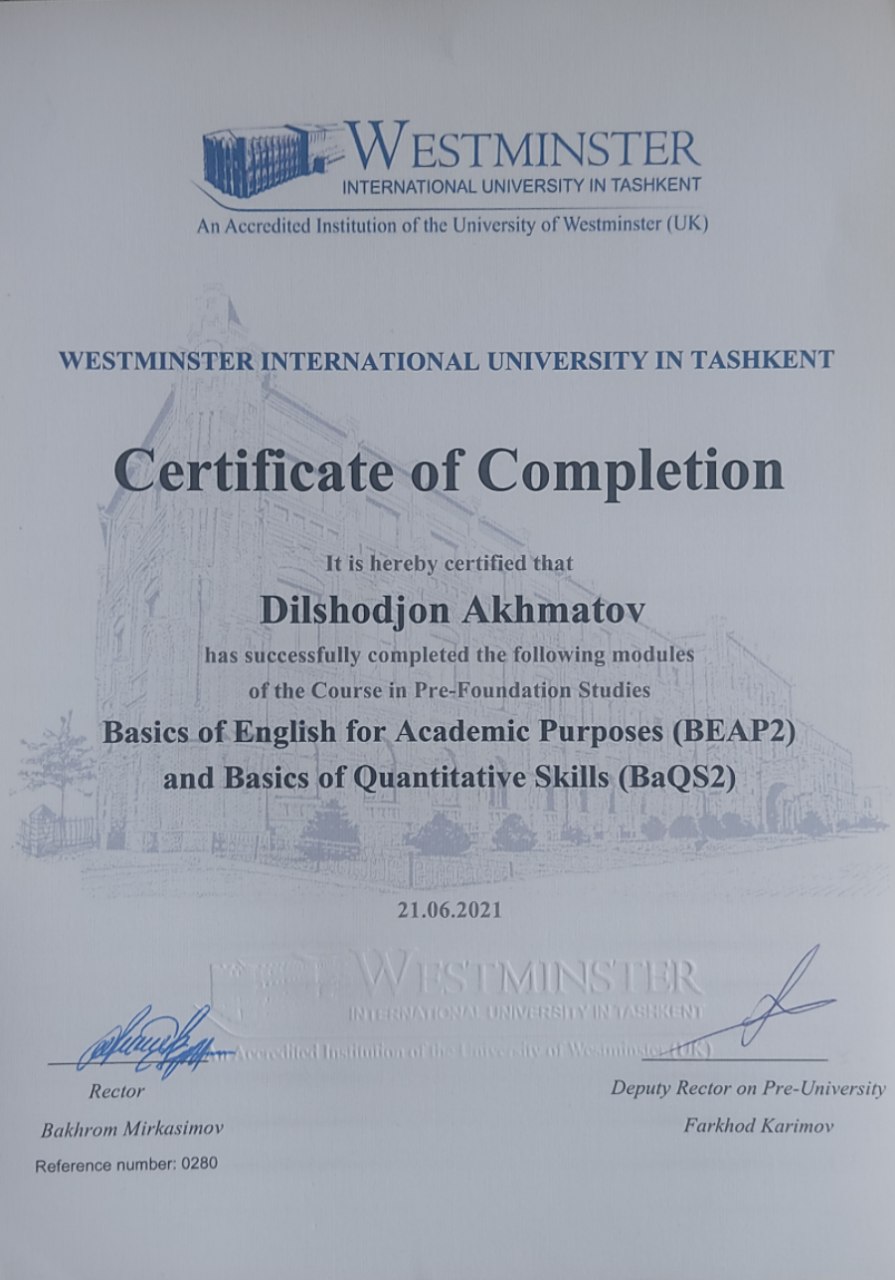 WESTMINSTER
INTERNATIONAL UNIVERSITY IN TASHKENT
An Accredited Institution of the University of Westminster (UK)
WESTMINSTER INTERNATIONAL UNIVERSITY IN TASHKENT
Certificate of Completion
It is hereby certified that
Dilshodjon Akhmatov
has successfully completed the following modules
of the Course in Pre-Foundation Studies
Basics of English for Academic Purposes (BEAP2)
and Basics of Quantitative Skills (BaQS2)
21.06.2021
WESTMINSTER
INTERNATIONAL UNIVERSITY IN TASHKENT
An Accredited Institution of the University of Westminster (UK)
Rector
Deputy Rector on Pre-University
Bakhrom Mirkasimov
Farkhod Karimov
Reference number: 0280